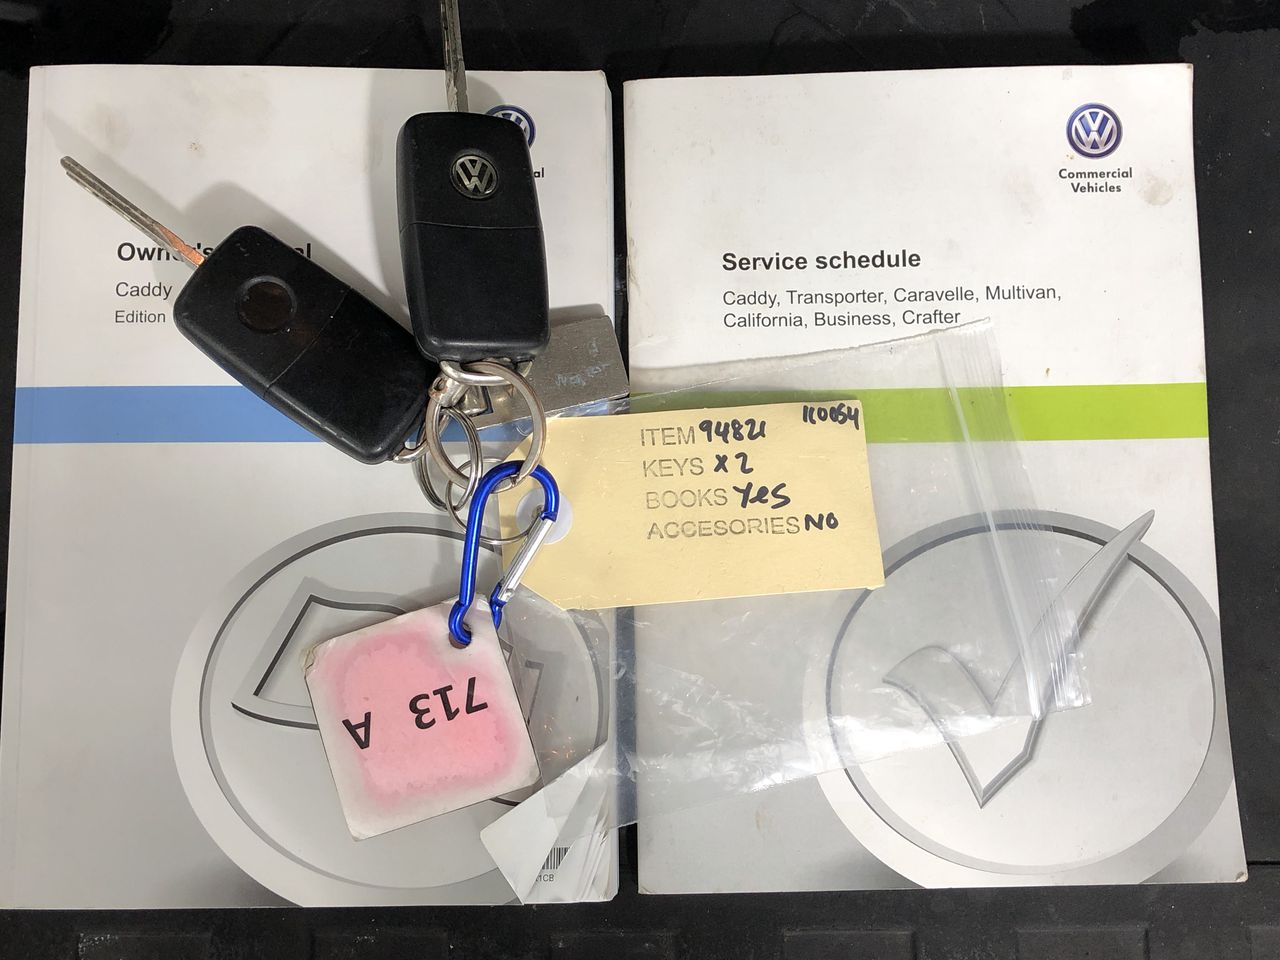 Caddy
Edition
Commercial
Vehicles
Service schedule
Caddy, Transporter, Caravelle, Multivan,
California, Business, Crafter
110054
ITEM 94821
KEYS X 2
BOOKS Yes
ACCESORIES NO
713 A